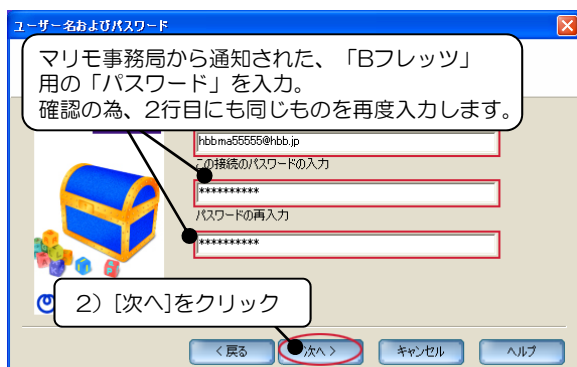 ユーザー名およびパスワード
マリモ事務局から通知された、「Bフレッツ」
用の「パスワード」を入力。
確認の為、2行目にも同じものを再度入力します。
hbbma55555@hbb.jp
この接続のパスワードの入力
**********
パスワードの再入力
**********
2）[次へ]をクリック
< 戻る
次へ >
キャンセル
ヘルプ